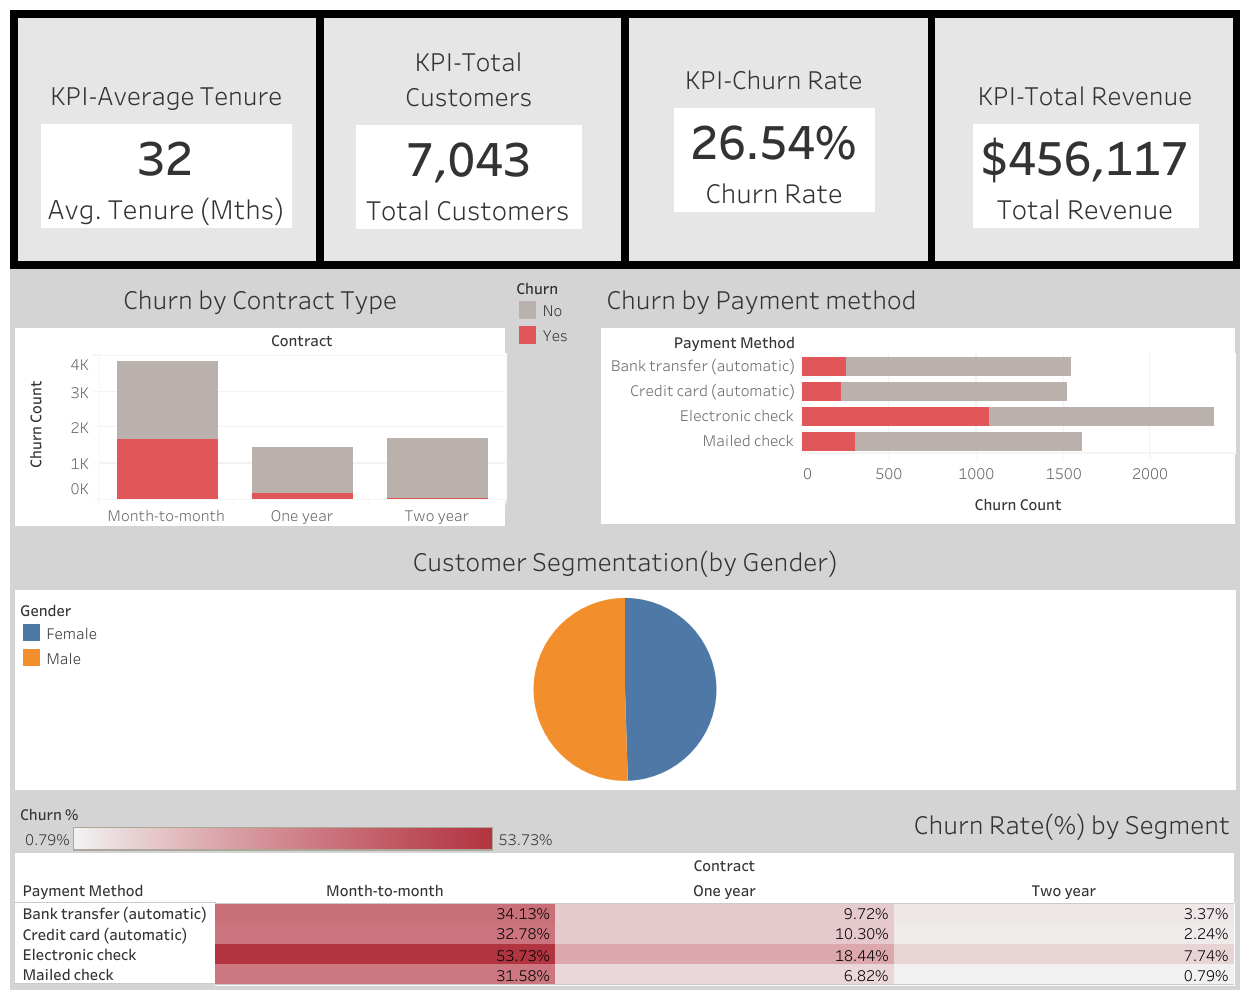 KPI-Average Tenure
32
Avg. Tenure (Mths)
KPI-Total
Customers
7,043
Total Customers
KPI-Churn Rate
26.54%
Churn Rate
KPI-Total Revenue
$456,117
Total Revenue
Churn by Contract Type
Contract
Churn Count
4K
3K
2K
1K
0K
Month-to-month One year Two year
Churn
No
Yes
Churn by Payment method
Payment Method
Bank transfer (automatic)
Credit card (automatic)
Electronic check
Mailed check
0 500 1000 1500 2000
Churn Count
Customer Segmentation(by Gender)
Gender
Female
Male
Churn %
0.79% 53.73%
Churn Rate(%) by Segment
Contract
Payment Method Month-to-month One year Two year
Bank transfer (automatic) 34.13% 9.72% 3.37%
Credit card (automatic) 32.78% 10.30% 2.24%
Electronic check 53.73% 18.44% 7.74%
Mailed check 31.58% 6.82% 0.79%